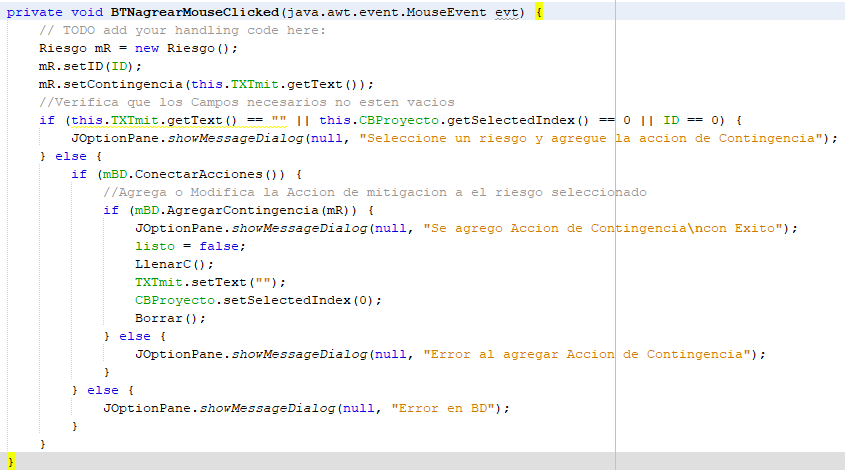 private void BTNagrearMouseClicked(java.awt.event.MouseEvent evt) {
// TODO add your handling code here:
Riesgo mR = new Riesgo();
mR.setID(ID);
mR.setContingencia(this.TXTmit.getText());
//Verifica que los Campos necesarios no esten vacios
if (this.TXTmit.getText() == "" || this.CBProyecto.getSelectedIndex() == 0 || ID == 0) {
JOptionPane.showMessageDialog(null, "Seleccione un riesgo y agregue la accion de Contingencia");
} else {
if (mBD.ConectarAcciones()) {
//Agrega o Modifica la Accion de mitigacion a el riesgo seleccionado
if (mBD.AgregarContingencia(mR)) {
JOptionPane.showMessageDialog(null, "Se agrego Accion de Contingencia\ncon Exito");
listo = false;
LlenarC();
TXTmit.setText("");
CBProyecto.setSelectedIndex(0);
Borrar();
} else {
JOptionPane.showMessageDialog(null, "Error al agregar Accion de Contingencia");
}
} else {
JOptionPane.showMessageDialog(null, "Error en BD");
}
}
}